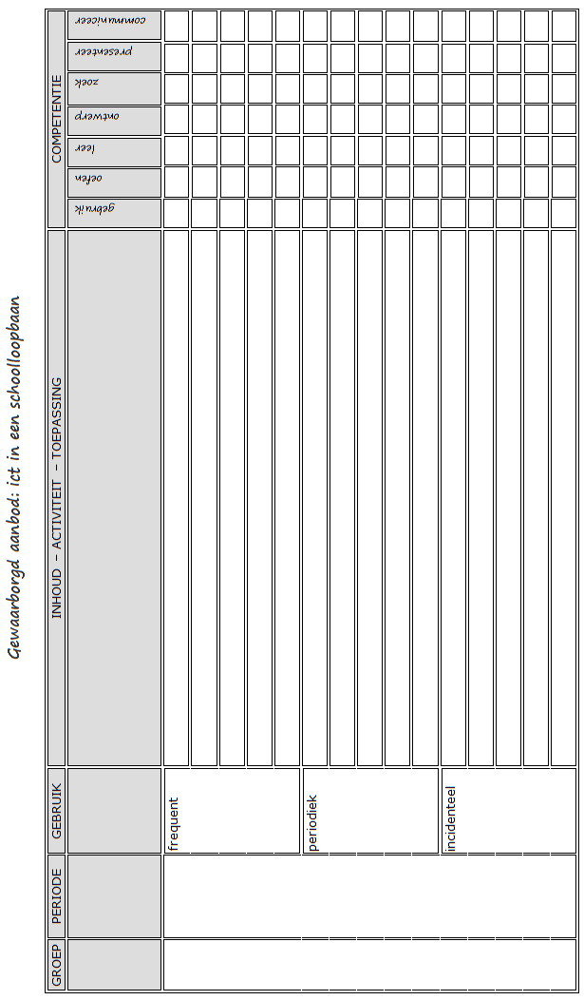 Gewaarborgd aanbod: ict in een schoolloopbaan
GROEP
PERIODE
GEBRUIK
INHOUD - ACTIVITEIT - TOEPASSING
COMPETENTIE
gebruik
oefen
leer
ontwerp
zoek
presenteer
communiceer
frequent
periodiek
incidenteel